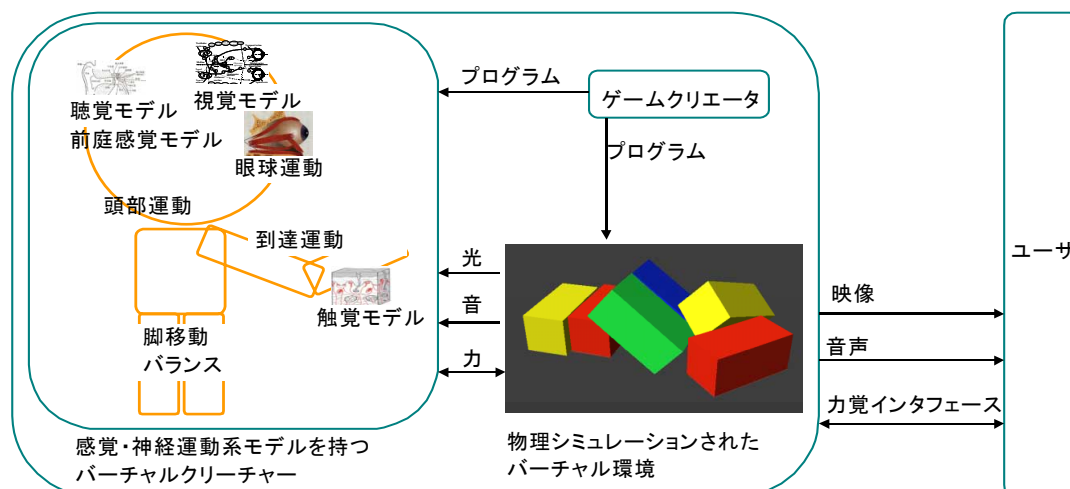 聴覚モデル
前庭感覚モデル
視覚モデル
眼球運動
頭部運動
到達運動
触覚モデル
脚移動
バランス
感覚・神経運動系モデルを持つ
バーチャルクリーチャー
プログラム
ゲームクリエータ
プログラム
光
音
力
物理シミュレーションされた
バーチャル環境
映像
音声
力覚インタフェース
ユーザ